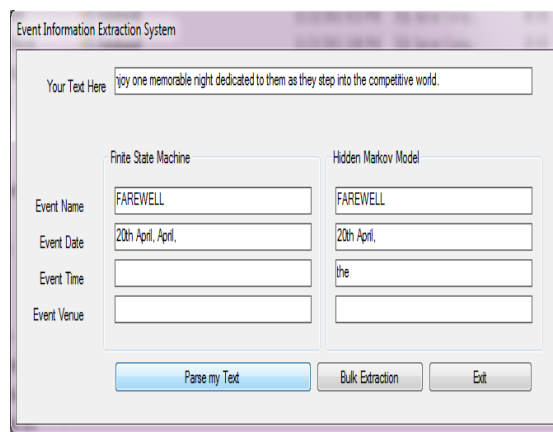 Event Information Extraction System
Your Text Here njoy one memorable night dedicated to them as they step into the competitive world.
Finite State Machine Hidden Markov Model
Event Name FAREWELL FAREWELL
Event Date 20th April, April, 20th April,
Event Time the
Event Venue
Parse my Text Bulk Extraction Exit